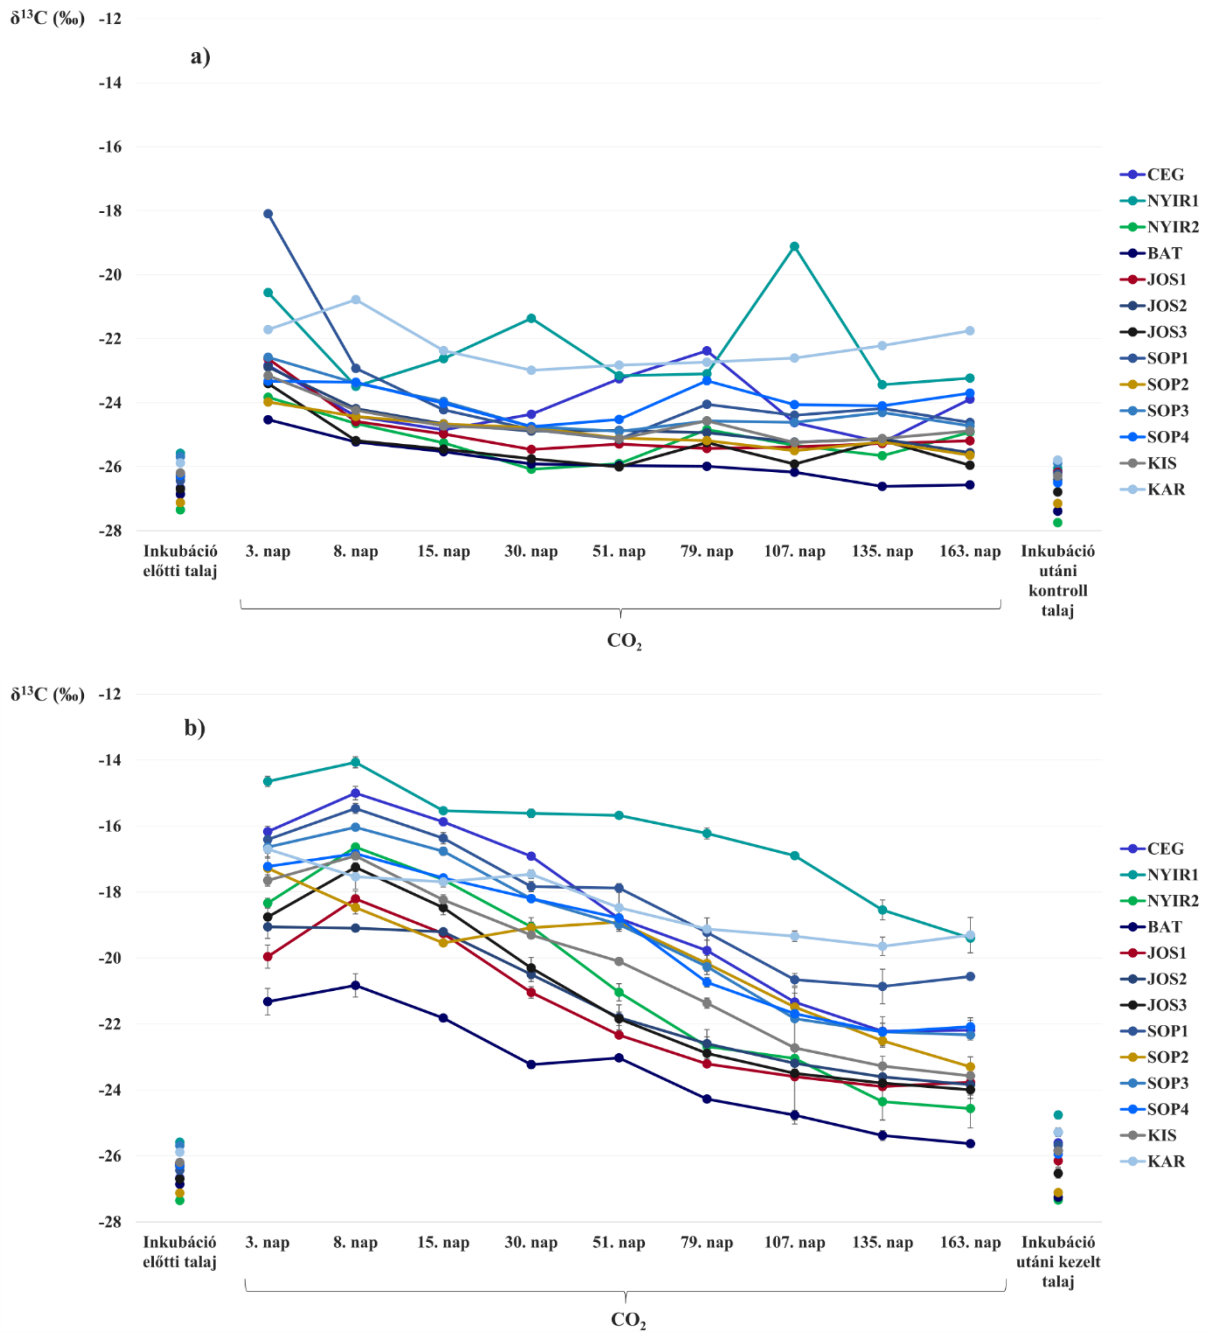 δ¹³C (‰)
-12
a)
-14
-16
-18
-20
-22
-24
-26
-28
CEG
NYIR1
NYIR2
BAT
JOS1
JOS2
JOS3
SOP1
SOP2
SOP3
SOP4
KIS
KAR
Inkubáció
előtti talaj
3. nap
8. nap
15. nap
30. nap
51. nap
79. nap
107. nap
135. nap
163. nap
Inkubáció
utáni
kontroll
talaj
CO₂
δ¹³C (‰)
-12
b)
-14
-16
-18
-20
-22
-24
-26
-28
CEG
NYIR1
NYIR2
BAT
JOS1
JOS2
JOS3
SOP1
SOP2
SOP3
SOP4
KIS
KAR
Inkubáció
előtti talaj
3. nap
8. nap
15. nap
30. nap
51. nap
79. nap
107. nap
135. nap
163. nap
Inkubáció
utáni kezelt
talaj
CO₂